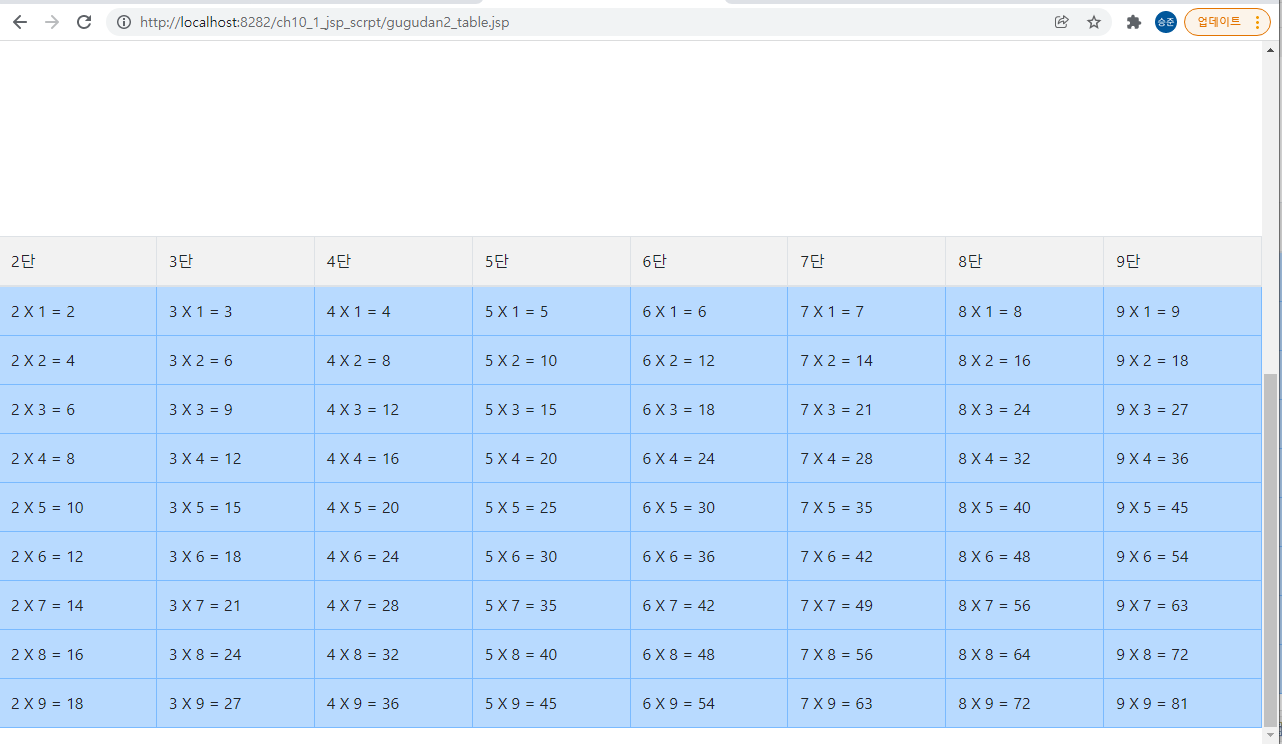 http://localhost:8282/ch10_1_jsp_scrpt/gugudan2_table.jsp
승준
업데이트
2단 3단 4단 5단 6단 7단 8단 9단
2 X 1 = 2 3 X 1 = 3 4 X 1 = 4 5 X 1 = 5 6 X 1 = 6 7 X 1 = 7 8 X 1 = 8 9 X 1 = 9
2 X 2 = 4 3 X 2 = 6 4 X 2 = 8 5 X 2 = 10 6 X 2 = 12 7 X 2 = 14 8 X 2 = 16 9 X 2 = 18
2 X 3 = 6 3 X 3 = 9 4 X 3 = 12 5 X 3 = 15 6 X 3 = 18 7 X 3 = 21 8 X 3 = 24 9 X 3 = 27
2 X 4 = 8 3 X 4 = 12 4 X 4 = 16 5 X 4 = 20 6 X 4 = 24 7 X 4 = 28 8 X 4 = 32 9 X 4 = 36
2 X 5 = 10 3 X 5 = 15 4 X 5 = 20 5 X 5 = 25 6 X 5 = 30 7 X 5 = 35 8 X 5 = 40 9 X 5 = 45
2 X 6 = 12 3 X 6 = 18 4 X 6 = 24 5 X 6 = 30 6 X 6 = 36 7 X 6 = 42 8 X 6 = 48 9 X 6 = 54
2 X 7 = 14 3 X 7 = 21 4 X 7 = 28 5 X 7 = 35 6 X 7 = 42 7 X 7 = 49 8 X 7 = 56 9 X 7 = 63
2 X 8 = 16 3 X 8 = 24 4 X 8 = 32 5 X 8 = 40 6 X 8 = 48 7 X 8 = 56 8 X 8 = 64 9 X 8 = 72
2 X 9 = 18 3 X 9 = 27 4 X 9 = 36 5 X 9 = 45 6 X 9 = 54 7 X 9 = 63 8 X 9 = 72 9 X 9 = 81